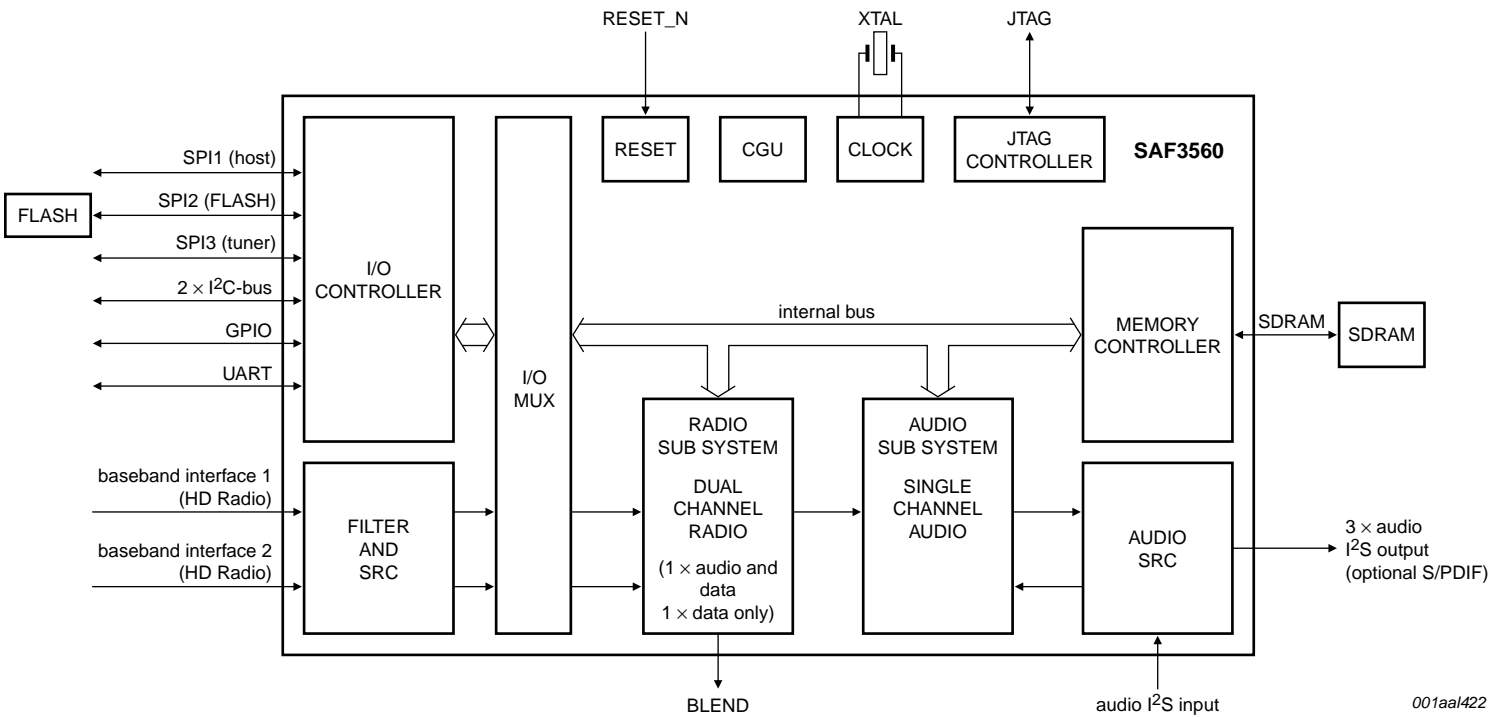 RESET_N
XTAL
JTAG
RESET
CGU
CLOCK
JTAG
CONTROLLER
SAF3560
SPI1 (host)
FLASH
SPI2 (FLASH)
SPI3 (tuner)
2 × I²C-bus
GPIO
UART
I/O
CONTROLLER
I/O
MUX
internal bus
MEMORY
CONTROLLER
SDRAM
SDRAM
baseband interface 1
(HD Radio)
baseband interface 2
(HD Radio)
FILTER
AND
SRC
RADIO
SUB SYSTEM
DUAL
CHANNEL
RADIO
(1 × audio and
data
1 × data only)
AUDIO
SUB SYSTEM
SINGLE
CHANNEL
AUDIO
AUDIO
SRC
3 × audio
I²S output
(optional S/PDIF)
BLEND
audio I²S input
001aal422